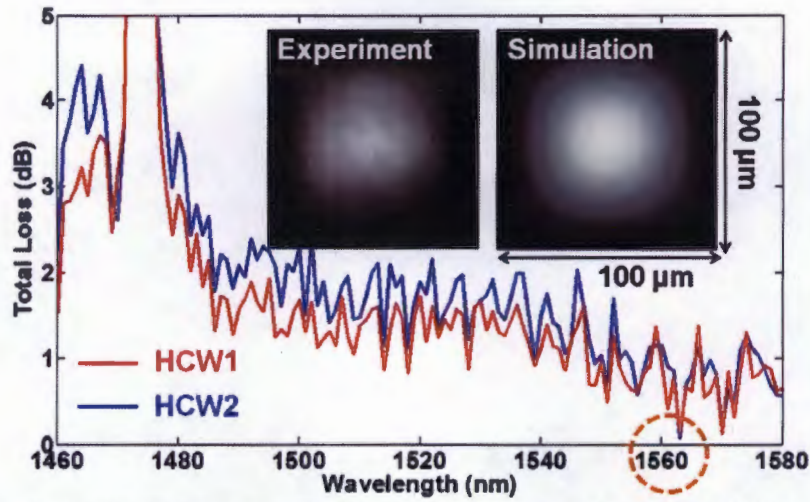 5
4
3
2
1
0
Total Loss (dB)
Experiment
Simulation
100 µm
100 µm
HCW1
HCW2
1460
1480
1500
1520
1540
1560
1580
Wavelength (nm)